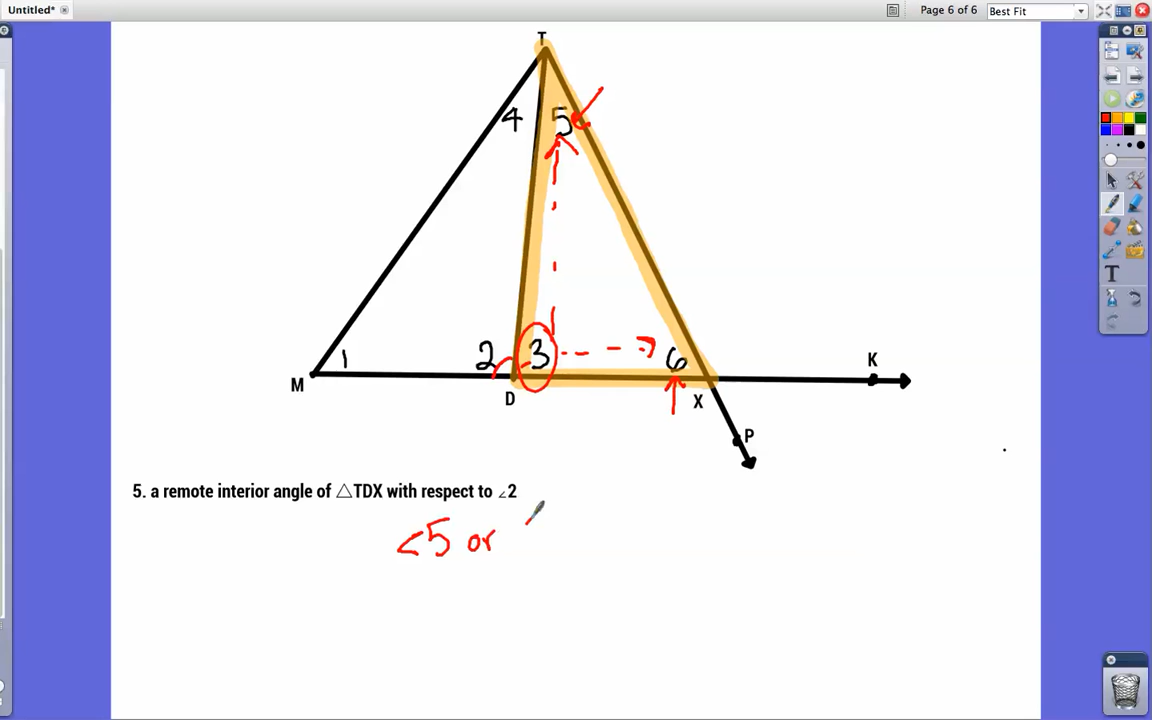 Untitled*
Page 6 of 6
Best Fit
T
4
5
1
2
3
6
K
M
D
X
P
T
5. a remote interior angle of △TDX with respect to ∠2
<5 or